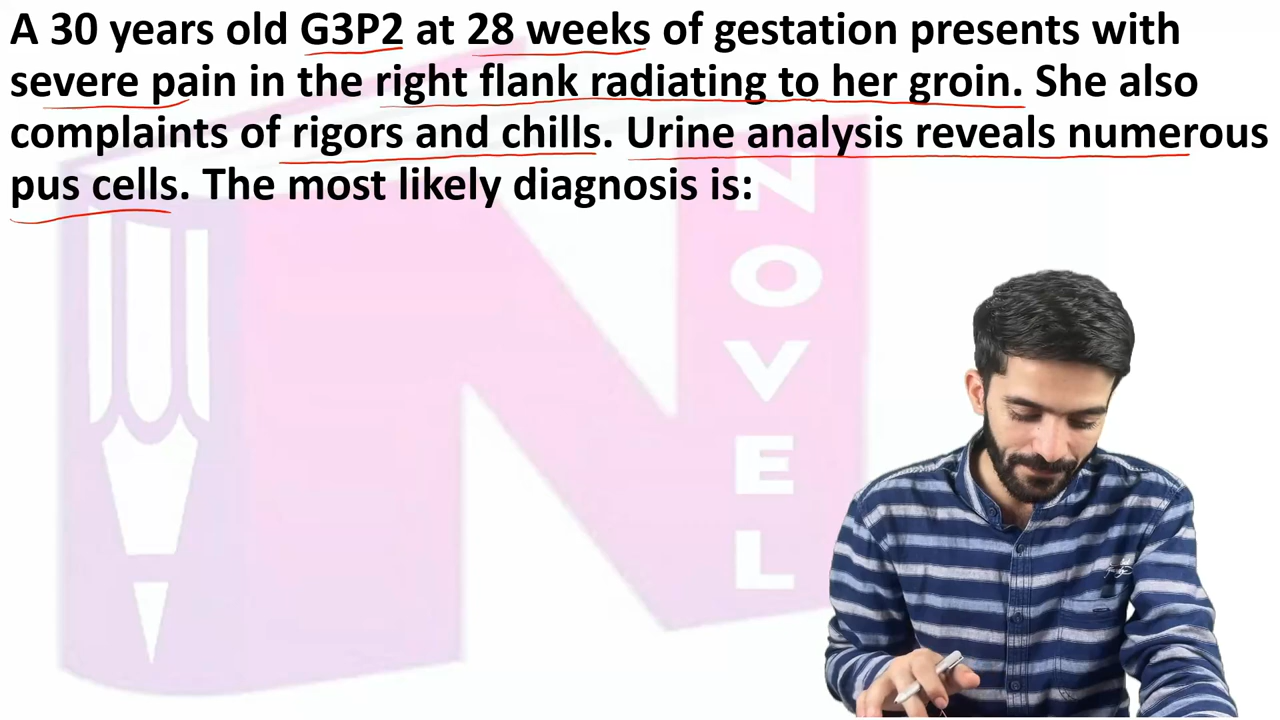 A 30 years old G3P2 at 28 weeks of gestation presents with
severe pain in the right flank radiating to her groin. She also
complaints of rigors and chills. Urine analysis reveals numerous
pus cells. The most likely diagnosis is:
NOVEL